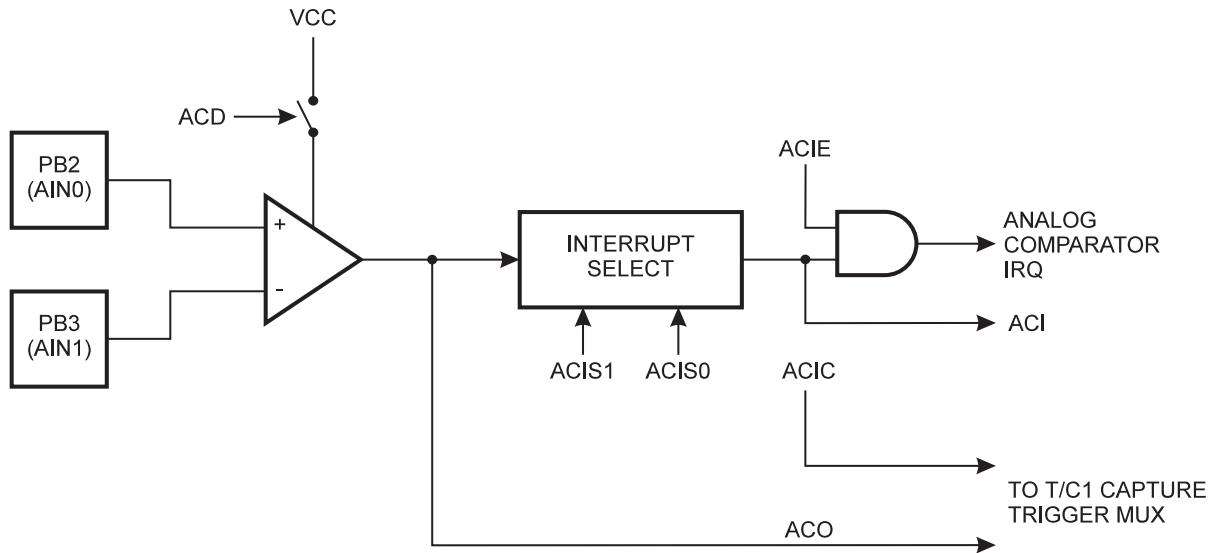 VCC
ACD
PB2
(AIN0)
+
-
PB3
(AIN1)
INTERRUPT
SELECT
ACIS1
ACIS0
ACIE
ANALOG
COMPARATOR
IRQ
ACI
ACIC
TO T/C1 CAPTURE
TRIGGER MUX
ACO